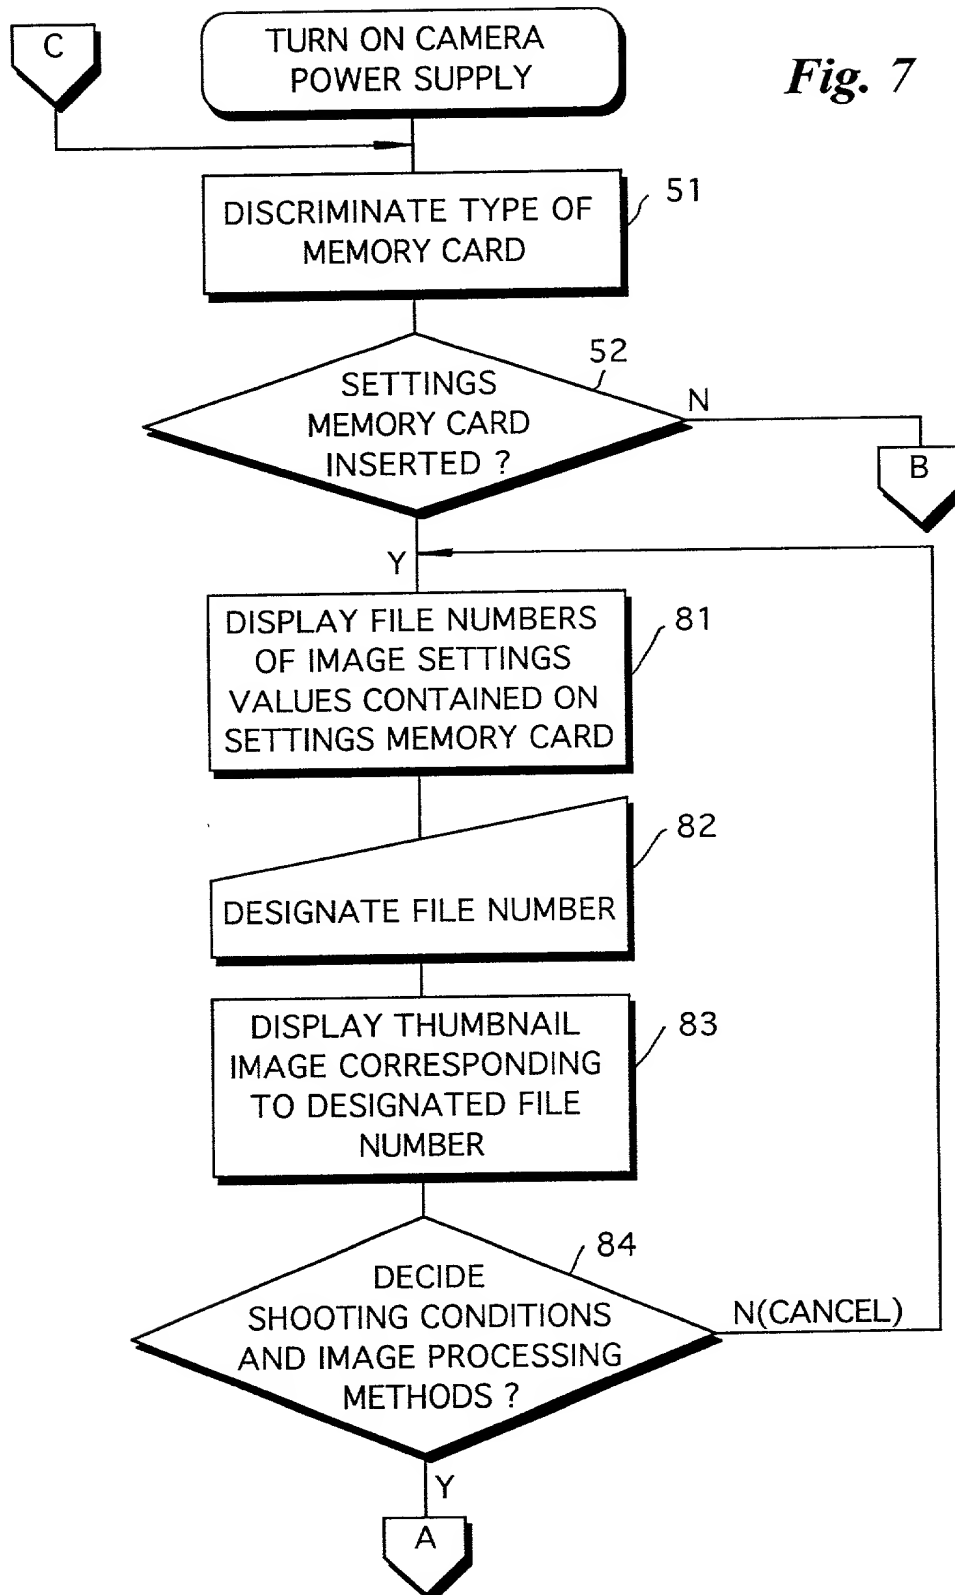 C
TURN ON CAMERA
POWER SUPPLY
Fig. 7
51
DISCRIMINATE TYPE OF
MEMORY CARD
52
SETTINGS
MEMORY CARD
INSERTED ?
N
B
Y
81
DISPLAY FILE NUMBERS
OF IMAGE SETTINGS
VALUES CONTAINED ON
SETTINGS MEMORY CARD
82
DESIGNATE FILE NUMBER
83
DISPLAY THUMBNAIL
IMAGE CORRESPONDING
TO DESIGNATED FILE
NUMBER
84
DECIDE
SHOOTING CONDITIONS
AND IMAGE PROCESSING
METHODS ?
N(CANCEL)
Y
A